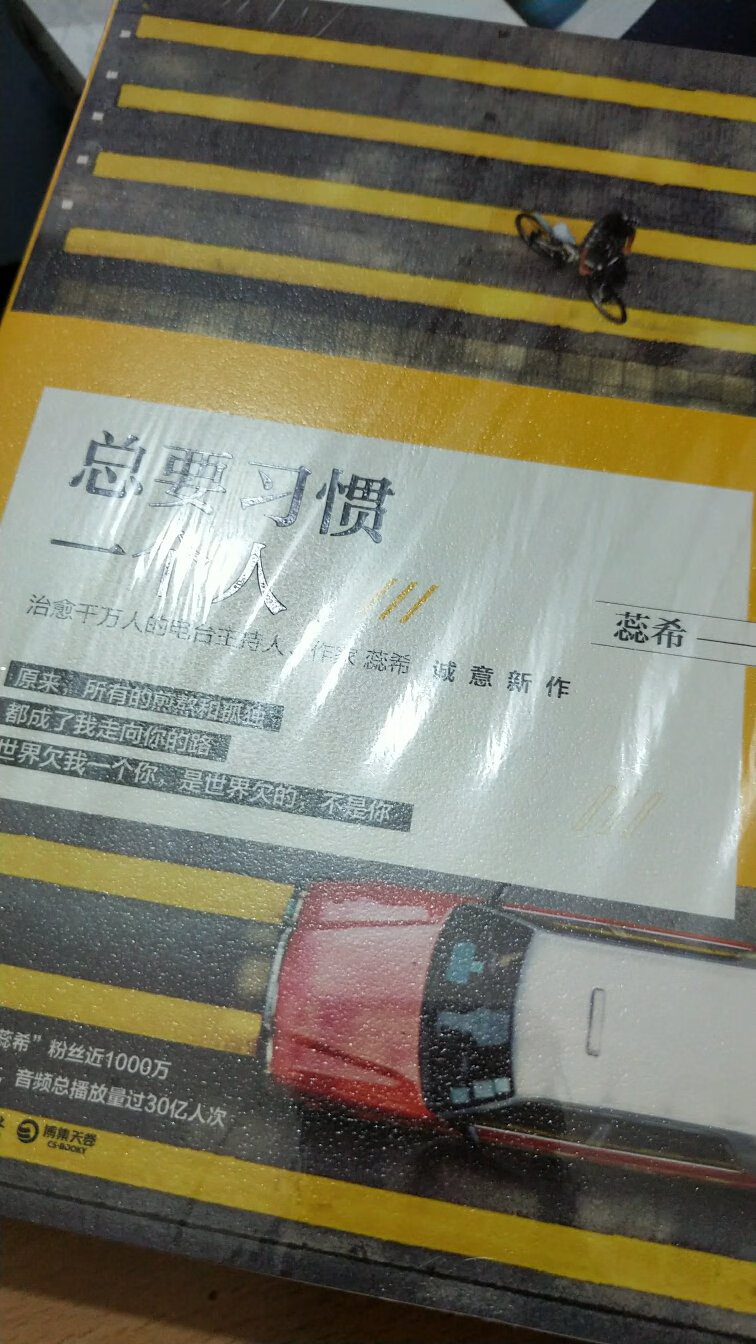 总要习惯
一个人
治愈千万人的电台主持人、作家 蕊希 诚意新作
蕊希
原来，所有的煎熬和孤独
都成了我走向你的路
世界欠我一个你，是世界欠的，不是你
蕊希”粉丝近1000万
，音频总播放量过30亿人次
博集天卷
CS-BOOKY